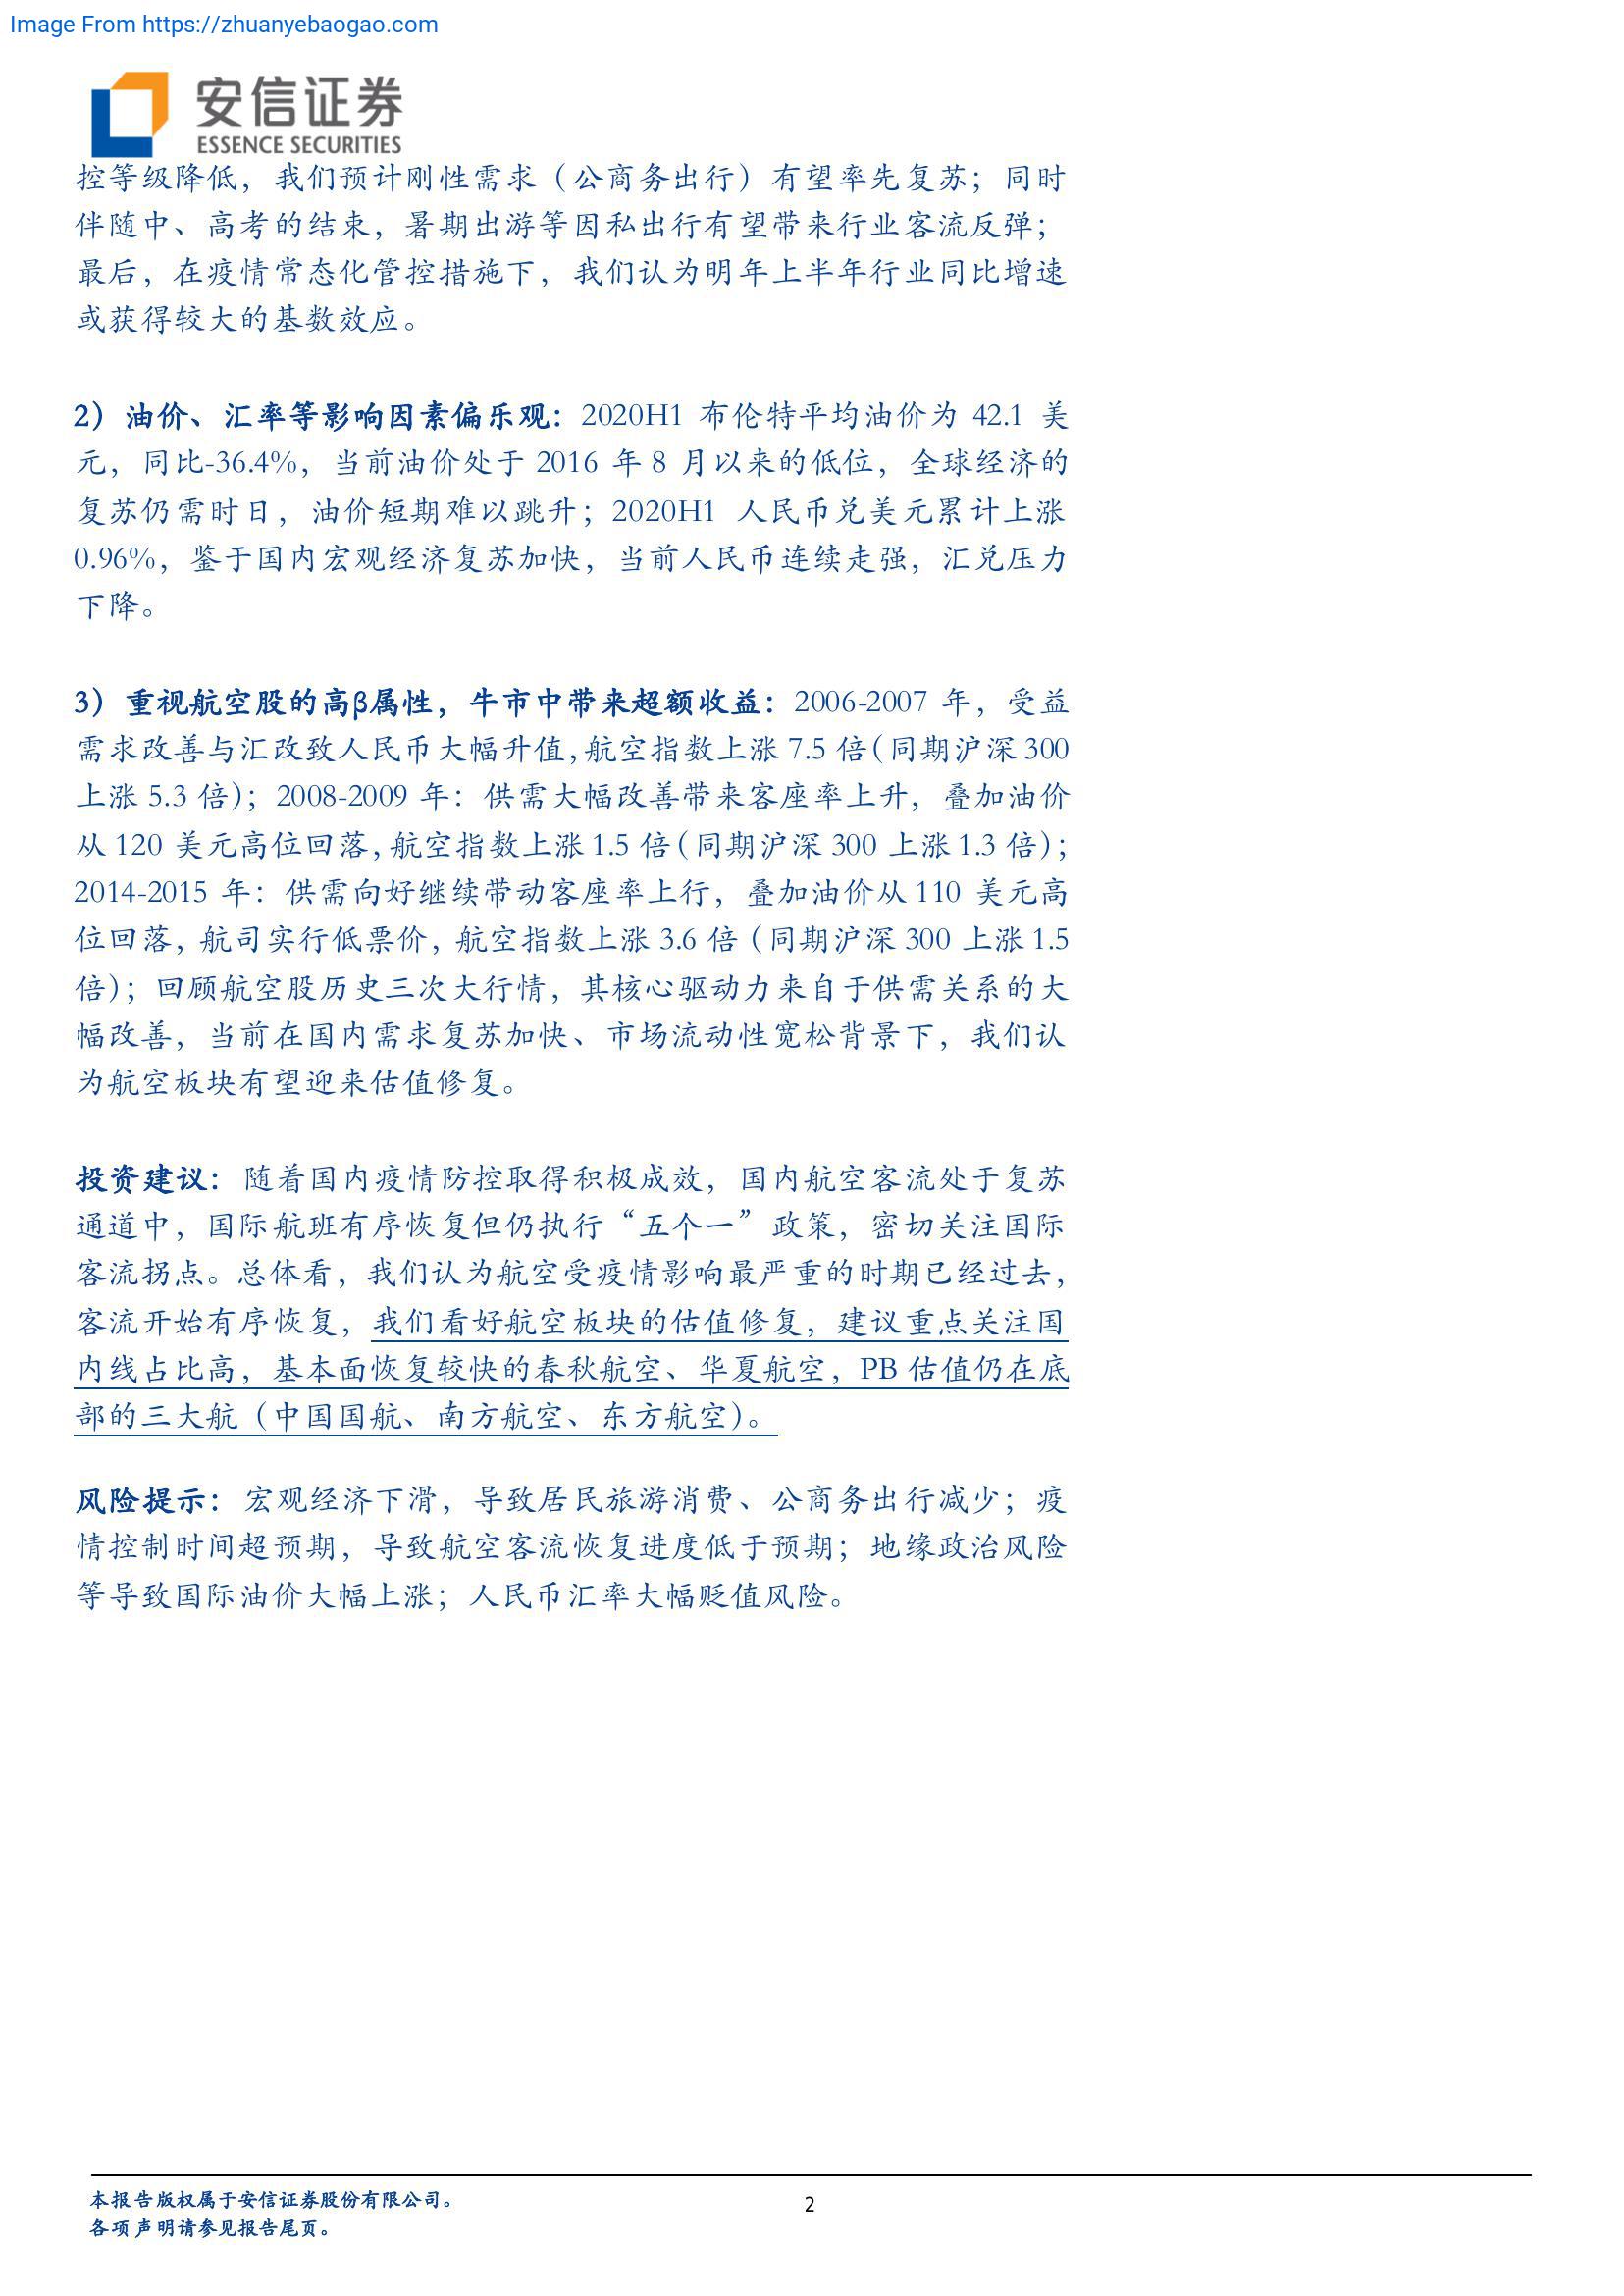 Image From https://zhuanyebaogao.com
安信证券
ESSENCE SECURITIES
控等级降低，我们预计刚性需求（公商务出行）有望率先复苏；同时
伴随中、高考的结束，暑期出游等因私出行有望带来行业客流反弹；
最后，在疫情常态化管控措施下，我们认为明年上半年行业同比增速
或获得较大的基数效应。
2）油价、汇率等影响因素偏乐观：2020H1 布伦特平均油价为 42.1 美
元，同比-36.4%，当前油价处于 2016 年 8 月以来的低位，全球经济的
复苏仍需时日，油价短期难以跳升；2020H1 人民币兑美元累计上涨
0.96%，鉴于国内宏观经济复苏加快，当前人民币连续走强，汇兑压力
下降。
3）重视航空股的高β属性，牛市中带来超额收益：2006-2007 年，受益
需求改善与汇改致人民币大幅升值，航空指数上涨 7.5 倍（同期沪深 300
上涨 5.3 倍）；2008-2009 年：供需大幅改善带来客座率上升，叠加油价
从 120 美元高位回落，航空指数上涨 1.5 倍（同期沪深 300 上涨 1.3 倍）；
2014-2015 年：供需向好继续带动客座率上行，叠加油价从 110 美元高
位回落，航司实行低票价，航空指数上涨 3.6 倍（同期沪深 300 上涨 1.5
倍）；回顾航空股历史三次大行情，其核心驱动力来自于供需关系的大
幅改善，当前在国内需求复苏加快、市场流动性宽松背景下，我们认
为航空板块有望迎来估值修复。
投资建议：随着国内疫情防控取得积极成效，国内航空客流处于复苏
通道中，国际航班有序恢复但仍执行“五个一”政策，密切关注国际
客流拐点。总体看，我们认为航空受疫情影响最严重的时期已经过去，
客流开始有序恢复，我们看好航空板块的估值修复，建议重点关注国
内线占比高，基本面恢复较快的春秋航空、华夏航空，PB 估值仍在底
部的三大航（中国国航、南方航空、东方航空）。
风险提示：宏观经济下滑，导致居民旅游消费、公商务出行减少；疫
情控制时间超预期，导致航空客流恢复进度低于预期；地缘政治风险
等导致国际油价大幅上涨；人民币汇率大幅贬值风险。
本报告版权属于安信证券股份有限公司。
各项声明请参见报告尾页。
2